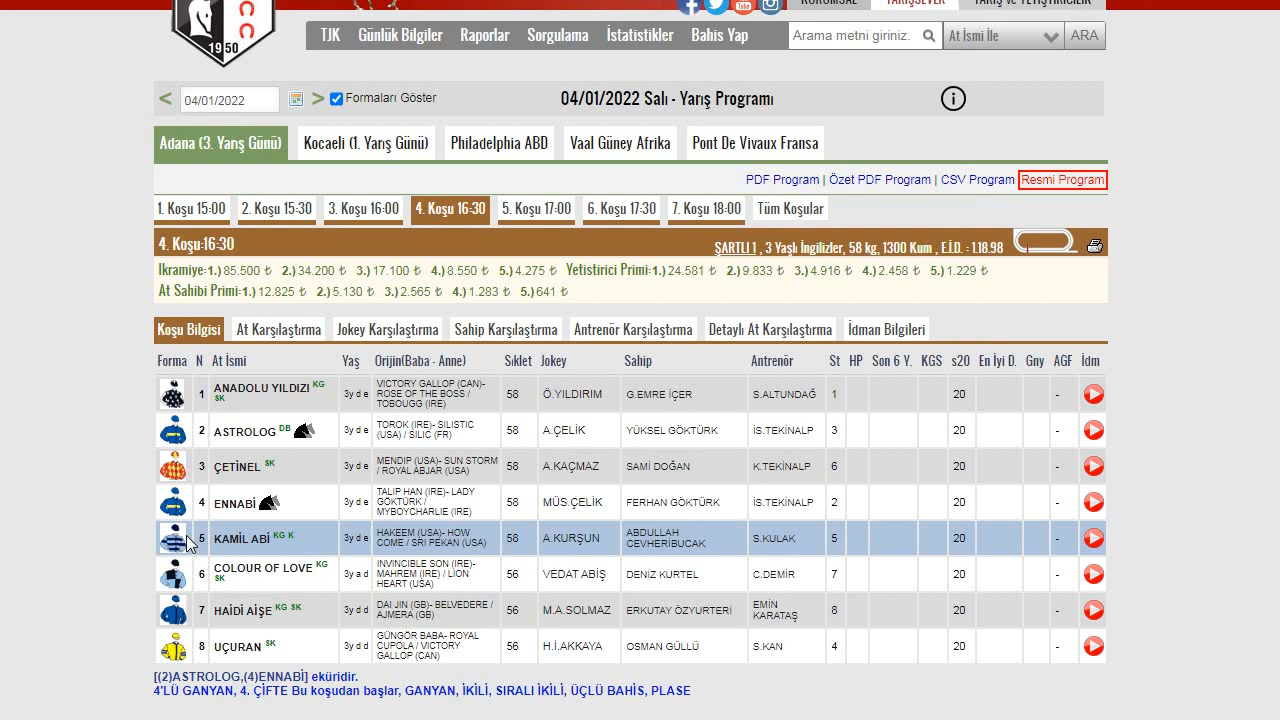 KURUMSAL YARIŞSEVER YARIŞ ve YETİŞTİRİCİLİK
C C
1950
TJK Günlük Bilgiler Raporlar Sorgulama İstatistikler Bahis Yap Arama metni giriniz. At İsmi İle ARA
< 04/01/2022 > Formaları Göster 04/01/2022 Salı - Yarış Programı
Adana (3. Yarış Günü) Kocaeli (1. Yarış Günü) Philadelphia ABD Vaal Güney Afrika Pont De Vivaux Fransa
PDF Program | Özet PDF Program | CSV Program Resmi Program
1. Koşu 15:00 2. Koşu 15:30 3. Koşu 16:00 4. Koşu 16:30 5. Koşu 17:00 6. Koşu 17:30 7. Koşu 18:00 Tüm Koşular
4. Koşu:16:30 ŞARTLI 1 , 3 Yaşlı İngilizler, 58 kg, 1300 Kum , E.İ.D. : 1.18.98
Ikramiye:1.) 85.500 ₺ 2.) 34.200 ₺ 3.) 17.100 ₺ 4.) 8.550 ₺ 5.) 4.275 ₺ Yetistirici Primi:1.) 24.581 ₺ 2.) 9.833 ₺ 3.) 4.916 ₺ 4.) 2.458 ₺ 5.) 1.229 ₺
At Sahibi Primi:1.) 12.825 ₺ 2.) 5.130 ₺ 3.) 2.565 ₺ 4.) 1.283 ₺ 5.) 641 ₺
Koşu Bilgisi At Karşılaştırma Jokey Karşılaştırma Sahip Karşılaştırma Antrenör Karşılaştırma Detaylı At Karşılaştırma İdman Bilgileri
Forma N At İsmi Yaş Orijin(Baba - Anne) Sıklet Jokey Sahip Antrenör St HP Son 6 Y. KGS s20 En İyi D. Gny AGF İdm
1 ANADOLU YILDIZI KG SK 3y d e VICTORY GALLOP (CAN)- ROSE OF THE BOSS / TOBOUGG (IRE) 58 Ö.YILDIRIM G.EMRE İÇER S.ALTUNDAĞ 1 20 -
2 ASTROLOG DB 3y d e TOROK (IRE)- SILISTIC (USA) / SILIC (FR) 58 A.ÇELİK YÜKSEL GÖKTÜRK İS.TEKİNALP 3 20 -
3 ÇETİNEL SK 3y d e MENDIP (USA)- SUN STORM / ROYAL ABJAR (USA) 58 A.KAÇMAZ SAMİ DOĞAN K.TEKİNALP 6 20 -
4 ENNABİ 3y d e TALIP HAN (IRE)- LADY GÖKTÜRK / MYBOYCHARLIE (IRE) 58 MÜS.ÇELİK FERHAN GÖKTÜRK İS.TEKİNALP 2 20 -
5 KAMİL ABİ KG K 3y d e HAKEEM (USA)- HOW COME / SRI PEKAN (USA) 58 A.KURŞUN ABDULLAH CEVHERİBUCAK S.KULAK 5 20 -
6 COLOUR OF LOVE KG SK 3y a d INVINCIBLE SON (IRE)- MAHREM (IRE) / LION HEART (USA) 56 VEDAT ABİŞ DENİZ KURTEL C.DEMİR 7 20 -
7 HAİDİ AİŞE KG SK 3y d d DAI JIN (GB)- BELVEDERE / AJMERA (GB) 56 M.A.SOLMAZ ERKUTAY ÖZYURTERİ EMİN KARATAŞ 8 20 -
8 UÇURAN SK 3y d d GÜNGÖR BABA- ROYAL CUPOLA / VICTORY GALLOP (CAN) 56 H.İ.AKKAYA OSMAN GÜLLÜ S.KAN 4 20 -
[(2)ASTROLOG,(4)ENNABİ] eküridir.
4'LÜ GANYAN, 4. ÇİFTE Bu koşudan başlar, GANYAN, İKİLİ, SIRALI İKİLİ, ÜÇLÜ BAHİS, PLASE